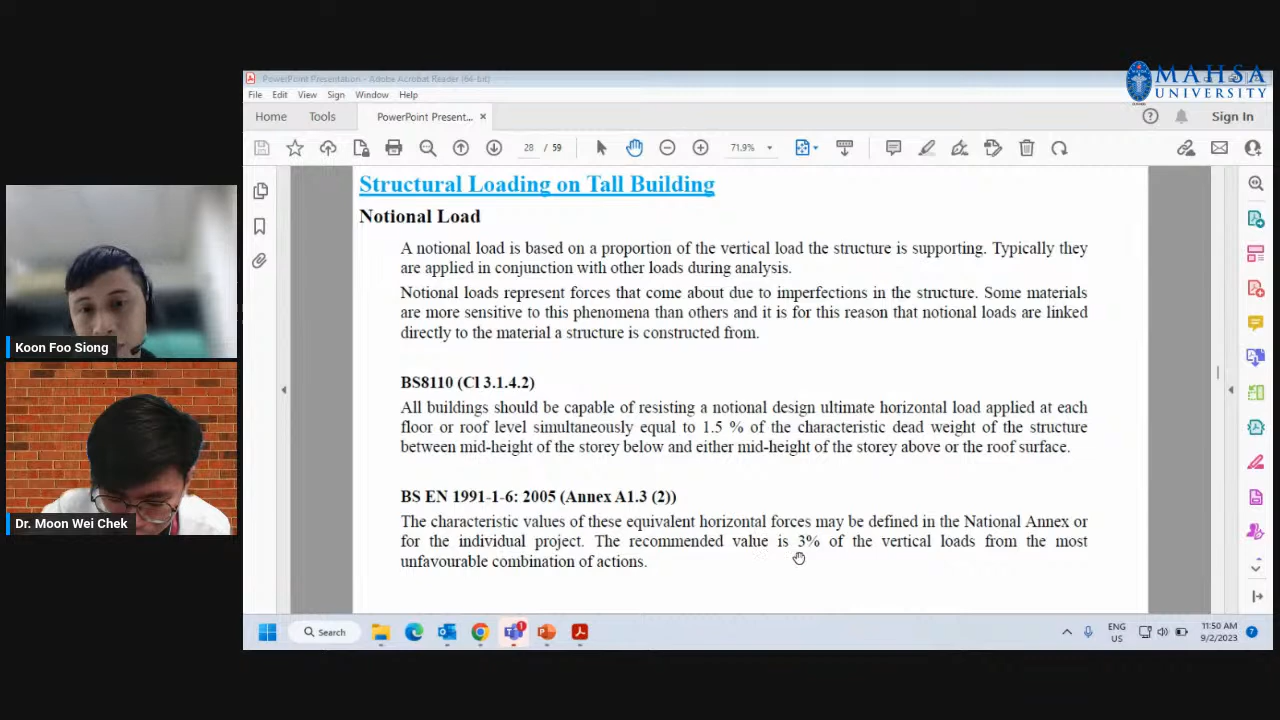 MAHSA
UNIVERSITY
PowerPoint Presentation - Adobe Acrobat Reader (64-bit)
File Edit View Sign Window Help
Home Tools PowerPoint Present... ×
? Sign In
28 / 59 71.9%
Structural Loading on Tall Building
Notional Load
A notional load is based on a proportion of the vertical load the structure is supporting. Typically they
are applied in conjunction with other loads during analysis.
Notional loads represent forces that come about due to imperfections in the structure. Some materials
are more sensitive to this phenomena than others and it is for this reason that notional loads are linked
directly to the material a structure is constructed from.
BS8110 (Cl 3.1.4.2)
All buildings should be capable of resisting a notional design ultimate horizontal load applied at each
floor or roof level simultaneously equal to 1.5 % of the characteristic dead weight of the structure
between mid-height of the storey below and either mid-height of the storey above or the roof surface.
BS EN 1991-1-6: 2005 (Annex A1.3 (2))
The characteristic values of these equivalent horizontal forces may be defined in the National Annex or
for the individual project. The recommended value is 3% of the vertical loads from the most
unfavourable combination of actions.
Koon Foo Siong
Dr. Moon Wei Chek
Search
1
ENG
US
11:50 AM
9/2/2023
7